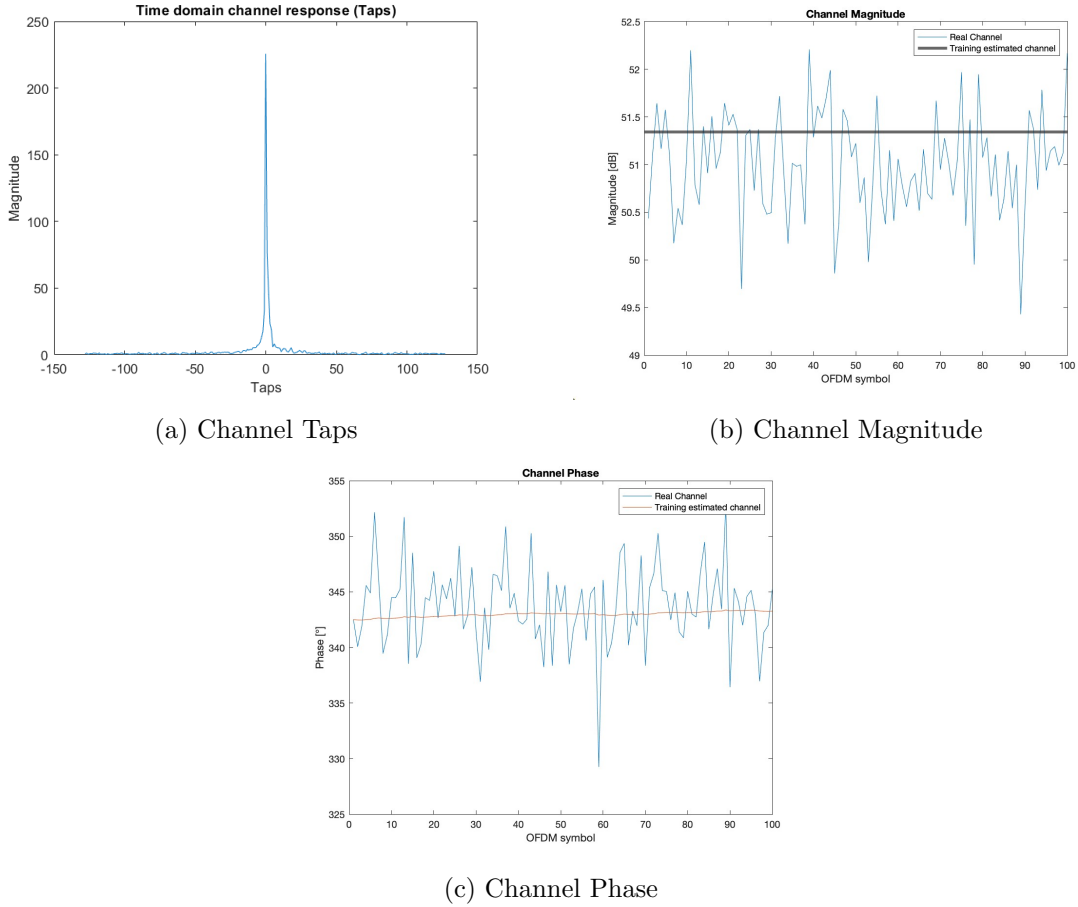 Time domain channel response (Taps)
Magnitude
250
200
150
100
50
0
-150 -100 -50 0 50 100 150
Taps
(a) Channel Taps
Channel Magnitude
Real Channel
Training estimated channel
Magnitude [dB]
52.5
52
51.5
51
50.5
50
49.5
49
0 10 20 30 40 50 60 70 80 90 100
OFDM symbol
(b) Channel Magnitude
Channel Phase
Real Channel
Training estimated channel
Phase [°]
355
350
345
340
335
330
325
0 10 20 30 40 50 60 70 80 90 100
OFDM symbol
(c) Channel Phase